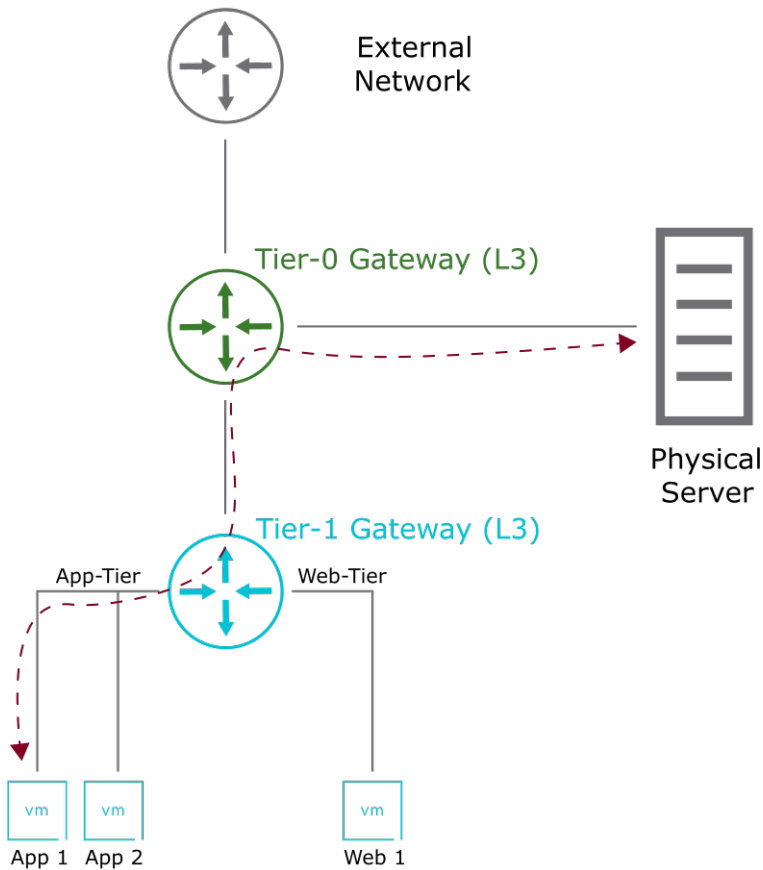 External
Network
Tier-0 Gateway (L3)
Physical
Server
Tier-1 Gateway (L3)
App-Tier
Web-Tier
vm
vm
vm
App 1
App 2
Web 1